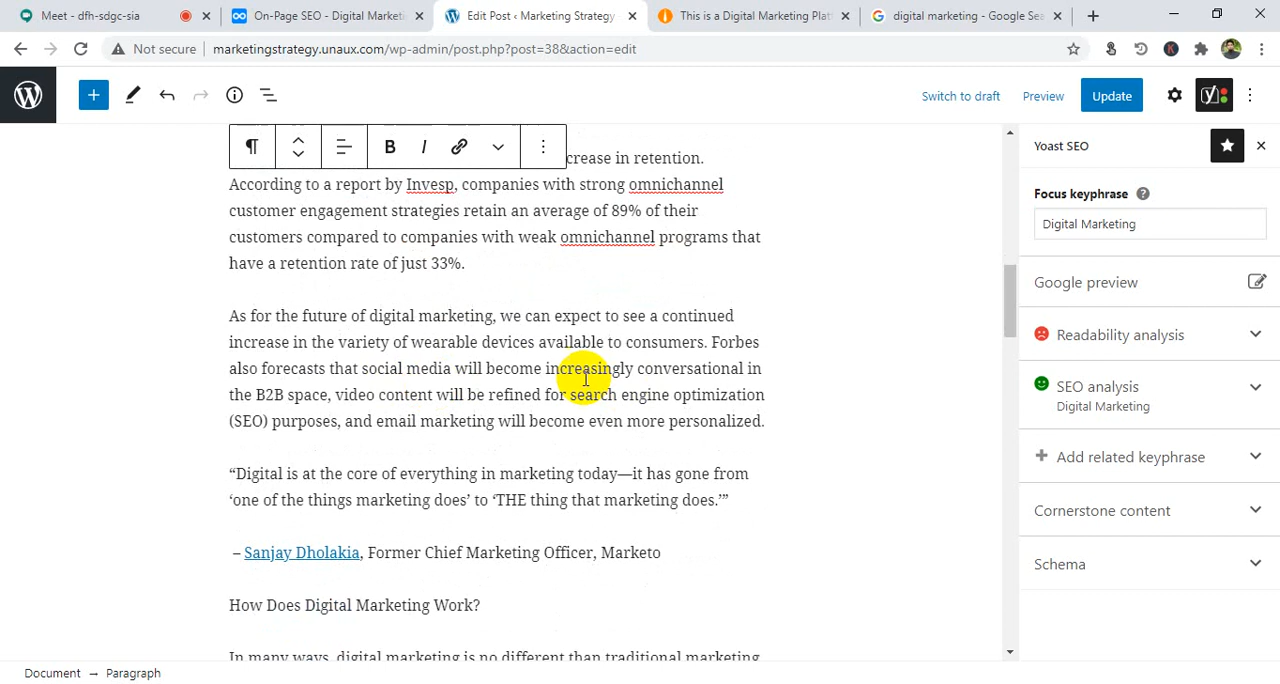 Meet - dfh-sdgc-sia
On-Page SEO - Digital Marketi
Edit Post ‹ Marketing Strategy
This is a Digital Marketing Plat
digital marketing - Google Sea
Not secure marketingstrategy.unaux.com/wp-admin/post.php?post=38&action=edit
Switch to draft Preview Update
B I
crease in retention.
According to a report by Invesp, companies with strong omnichannel
customer engagement strategies retain an average of 89% of their
customers compared to companies with weak omnichannel programs that
have a retention rate of just 33%.
As for the future of digital marketing, we can expect to see a continued
increase in the variety of wearable devices available to consumers. Forbes
also forecasts that social media will become increasingly conversational in
the B2B space, video content will be refined for search engine optimization
(SEO) purposes, and email marketing will become even more personalized.
“Digital is at the core of everything in marketing today—it has gone from
‘one of the things marketing does’ to ‘THE thing that marketing does.’”
– Sanjay Dholakia, Former Chief Marketing Officer, Marketo
How Does Digital Marketing Work?
In many ways, digital marketing is no different than traditional marketing
Yoast SEO
Focus keyphrase
Digital Marketing
Google preview
Readability analysis
SEO analysis
Digital Marketing
Add related keyphrase
Cornerstone content
Schema
Document → Paragraph